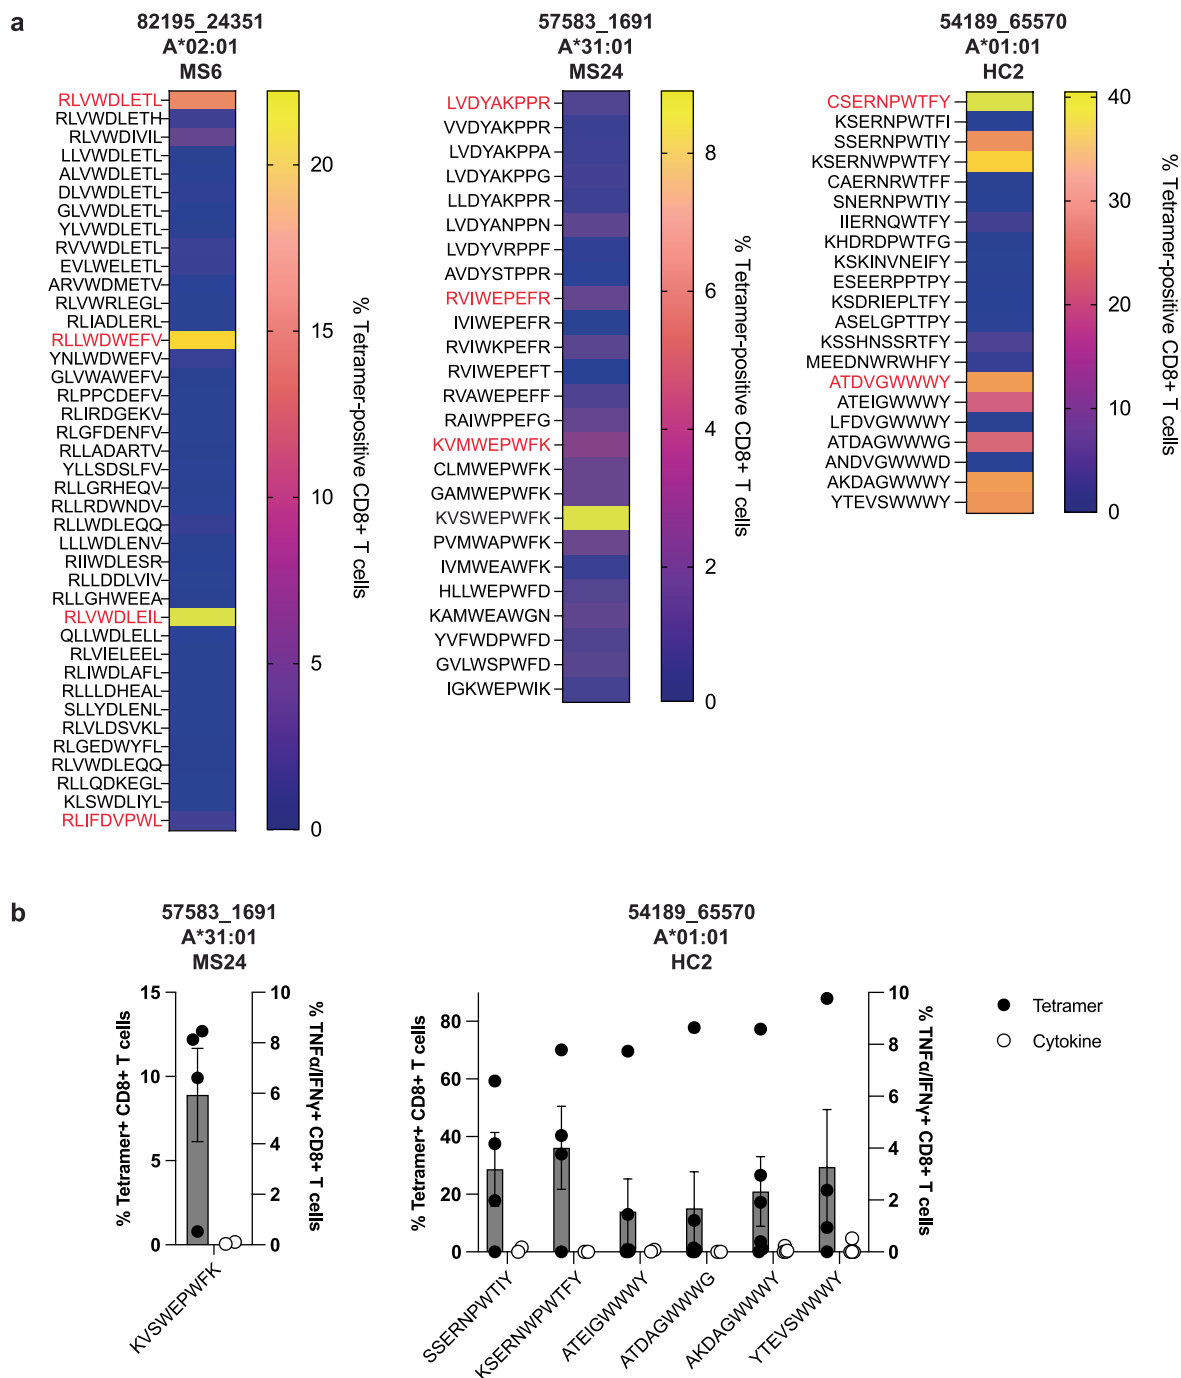 a
82195_24351
A*02:01
MS6
RLVWDLETL
RLVWDLETH
RLVWDIVIL
LLVWDLETL
ALVWDLETL
DLVWDLETL
GLVWDLETL
YLVWDLETL
RVVWDLETL
EVLWELETL
ARVWDMETV
RLVWRLEGL
RLIADLERL
RLLWDWEFV
YNLWDWEFV
GLVWAWEFV
RLPPCDEFV
RLIRDGEKV
RLGFDENFV
RLLADARTV
YLLSDSLFV
RLLGRHEQV
RLLRDWNDV
RLLWDLEQQ
LLLWDLENV
RIIWDLESR
RLLDDLVIV
RLLGHWEEA
RLVWDLEIL
QLLWDLELL
RLVIELEEL
RLIWDLAFL
RLLLDHEAL
SLLYDLENL
RLVLDSVKL
RLGEDWYFL
RLVWDLEQQ
RLLQDKEGL
KLSWDLIYL
RLIFDVPWL
20
15
10
5
0
% Tetramer-positive CD8+ T cells
57583_1691
A*31:01
MS24
LVDYAKPPR
VVDYAKPPR
LVDYAKPPA
LVDYAKPPG
LLDYAKPPR
LVDYANPPN
LVDYVRPPF
AVDYSTPPR
RVIWEPEFR
IVIWEPEFR
RVIWKPEFR
RVIWEPEFT
RVAWEPEFF
RAIWPPEFG
KVMWEPWFK
CLMWEPWFK
GAMWEPWFK
KVSWEPWFK
PVMWAPWFK
IVMWEAWFK
HLLWEPWFD
KAMWEAWGN
YVFWDPWFD
GVLWSPWFD
IGKWEPWIK
8
6
4
2
0
% Tetramer-positive CD8+ T cells
54189_65570
A*01:01
HC2
CSERNPWTFY
KSERNPWTFI
SSERNPWTIY
KSERNWPWTFY
CAERNRWTFF
SNERNPWTIY
IIERNQWTFY
KHDRDPWTFG
KSKINVNEIFY
ESEERPPTPY
KSDRIEPLTFY
ASELGPTTPY
KSSHNSSRTFY
MEEDNWRWHFY
ATDVGWWWY
ATEIGWWWY
LFDVGWWWY
ATDAGWWWG
ANDVGWWWD
AKDAGWWWY
YTEVSWWWY
40
30
20
10
0
% Tetramer-positive CD8+ T cells
b
57583_1691
A*31:01
MS24
15
10
5
0
% Tetramer+ CD8+ T cells
10
8
6
4
2
0
% TNFα/IFNγ+ CD8+ T cells
KVSWEPWFK
54189_65570
A*01:01
HC2
80
60
40
20
0
% Tetramer+ CD8+ T cells
10
8
6
4
2
0
% TNFα/IFNγ+ CD8+ T cells
SSERNPWTIY
KSERNWPWTFY
ATEIGWWWY
ATDAGWWWG
AKDAGWWWY
YTEVSWWWY
Tetramer
Cytokine